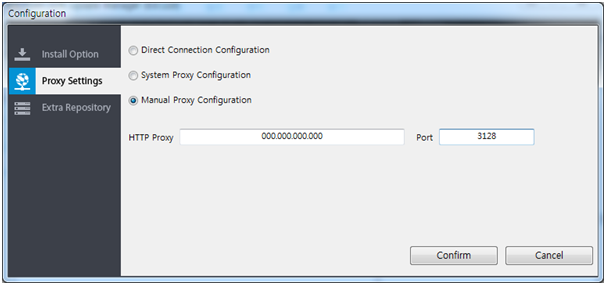 Configuration
Install Option
Proxy Settings
Extra Repository
Direct Connection Configuration
System Proxy Configuration
Manual Proxy Configuration
HTTP Proxy 000.000.000.000 Port 3128
Confirm Cancel